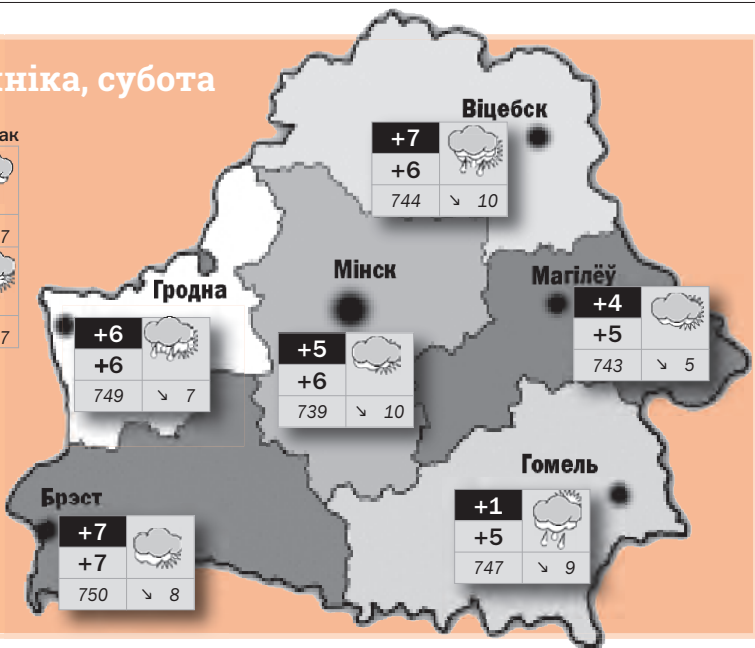 ніка, субота
ак
7
7
Віцебск
+7
+6
744 ↘ 10
Мінск
+5
+6
739 ↘ 10
Магілёў
+4
+5
743 ↘ 5
Гродна
+6
+6
749 ↘ 7
Гомель
+1
+5
747 ↘ 9
Брэст
+7
+7
750 ↘ 8